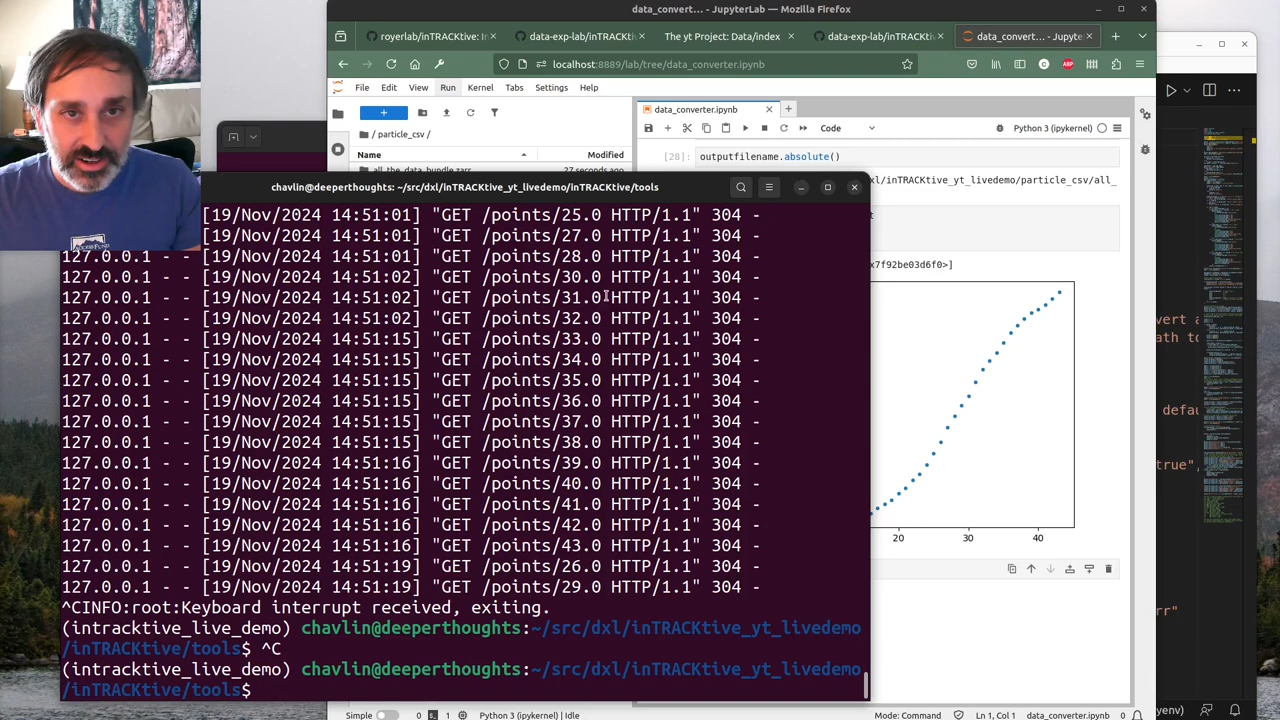 data_convert… - JupyterLab — Mozilla Firefox
royerlab/inTRACKtive: In
data-exp-lab/inTRACKti
The yt Project: Data/index
data-exp-lab/inTRACKti
data_convert… - Jupyte
localhost:8889/lab/tree/data_converter.ipynb
ABP
File Edit View Run Kernel Tabs Settings Help
data_converter.ipynb
/ particle_csv /
Code
Python 3 (ipykernel)
Name
Modified
[28]: outputfilename.absolute()
27
chavlin@deeperthoughts:
inTRACKtive/tools
[19/Nov/2024 14:51:01] "GET /points/25.0 HTTP/1.1" 304 -
[19/Nov/2024 14:51:01] "GET /points/27.0 HTTP/1.1" 304 -
127.0.0.1 - - [19/Nov/2024 14:51:01] "GET /points/28.0 HTTP/1.1" 304 -
x7f92be03d6f0>]
127.0.0.1 - - [19/Nov/2024 14:51:02] "GET /points/30.0 HTTP/1.1" 304 -
127.0.0.1 - - [19/Nov/2024 14:51:15] "GET /points/31.0 HTTP/1.1" 304 -
127.0.0.1 - - [19/Nov/2024 14:51:15] "GET /points/32.0 HTTP/1.1" 304 -
127.0.0.1 - - [19/Nov/2024 14:51:15] "GET /points/33.0 HTTP/1.1" 304 -
127.0.0.1 - - [19/Nov/2024 14:51:15] "GET /points/34.0 HTTP/1.1" 304 -
127.0.0.1 - - [19/Nov/2024 14:51:15] "GET /points/35.0 HTTP/1.1" 304 -
127.0.0.1 - - [19/Nov/2024 14:51:16] "GET /points/36.0 HTTP/1.1" 304 -
127.0.0.1 - - [19/Nov/2024 14:51:16] "GET /points/37.0 HTTP/1.1" 304 -
127.0.0.1 - - [19/Nov/2024 14:51:16] "GET /points/38.0 HTTP/1.1" 304 -
127.0.0.1 - - [19/Nov/2024 14:51:16] "GET /points/39.0 HTTP/1.1" 304 -
127.0.0.1 - - [19/Nov/2024 14:51:16] "GET /points/40.0 HTTP/1.1" 304 -
127.0.0.1 - - [19/Nov/2024 14:51:16] "GET /points/41.0 HTTP/1.1" 304 -
127.0.0.1 - - [19/Nov/2024 14:51:16] "GET /points/42.0 HTTP/1.1" 304 -
127.0.0.1 - - [19/Nov/2024 14:51:16] "GET /points/43.0 HTTP/1.1" 304 -
127.0.0.1 - - [19/Nov/2024 14:51:19] "GET /points/26.0 HTTP/1.1" 304 -
127.0.0.1 - - [19/Nov/2024 14:51:19] "GET /points/29.0 HTTP/1.1" 304 -
^CINFO:root:Keyboard interrupt received, exiting.
(intracktive_live_demo) chavlin@deeperthoughts:~/src/dxl/inTRACKtive_yt_livedemo
/inTRACKtive/tools$ ^C
(intracktive_live_demo) chavlin@deeperthoughts:~/src/dxl/inTRACKtive_yt_livedemo
/inTRACKtive/tools$
20 30 40
vert a
ath to
defau
true",
rr"
yenv)
Simple 0 1 Python 3 (ipykernel) | Idle
Mode: Command Ln 1, Col 1 data_converter.ipynb 0